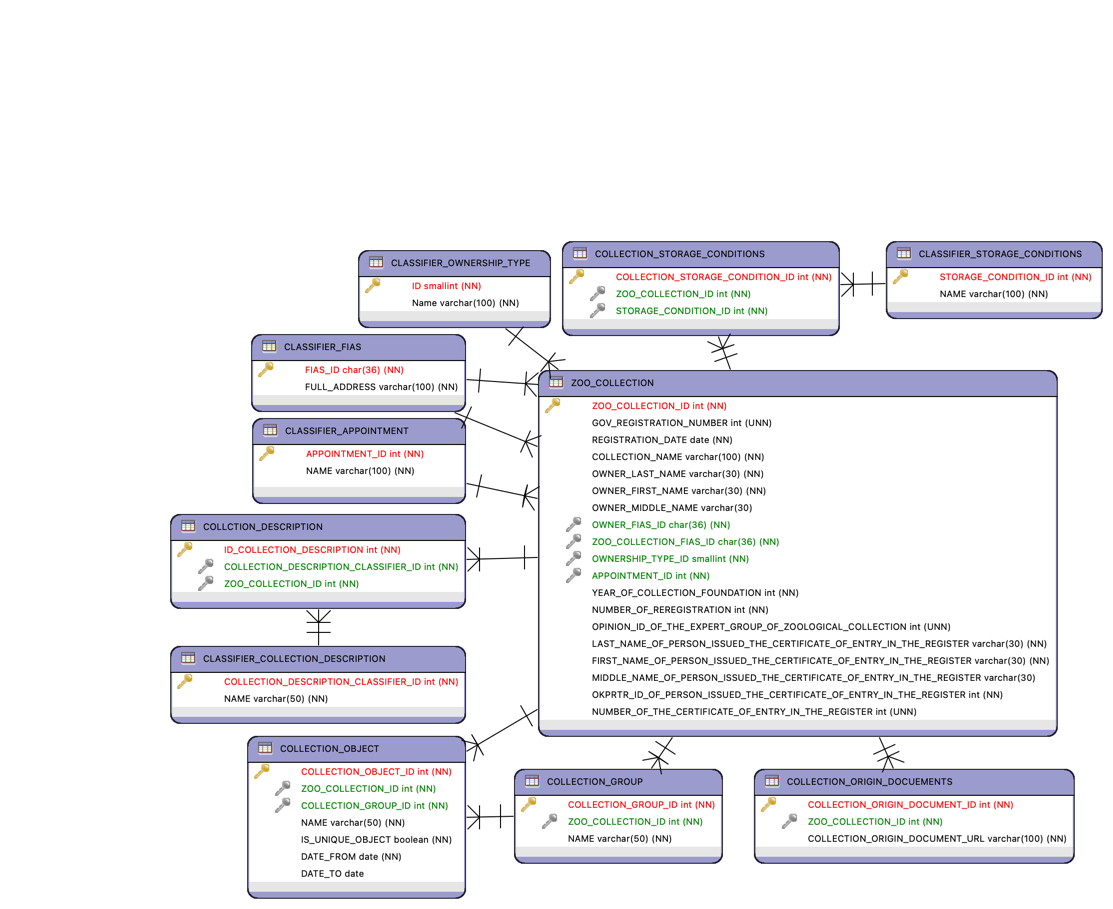 CLASSIFIER_OWNERSHIP_TYPE
ID smallint (NN)
Name varchar(100) (NN)
COLLECTION_STORAGE_CONDITIONS
COLLECTION_STORAGE_CONDITION_ID int (NN)
ZOO_COLLECTION_ID int (NN)
STORAGE_CONDITION_ID int (NN)
CLASSIFIER_STORAGE_CONDITIONS
STORAGE_CONDITION_ID int (NN)
NAME varchar(100) (NN)
CLASSIFIER_FIAS
FIAS_ID char(36) (NN)
FULL_ADDRESS varchar(100) (NN)
CLASSIFIER_APPOINTMENT
APPOINTMENT_ID int (NN)
NAME varchar(100) (NN)
ZOO_COLLECTION
ZOO_COLLECTION_ID int (NN)
GOV_REGISTRATION_NUMBER int (UNN)
REGISTRATION_DATE date (NN)
COLLECTION_NAME varchar(100) (NN)
OWNER_LAST_NAME varchar(30) (NN)
OWNER_FIRST_NAME varchar(30) (NN)
OWNER_MIDDLE_NAME varchar(30)
OWNER_FIAS_ID char(36) (NN)
ZOO_COLLECTION_FIAS_ID char(36) (NN)
OWNERSHIP_TYPE_ID smallint (NN)
APPOINTMENT_ID int (NN)
YEAR_OF_COLLECTION_FOUNDATION int (NN)
NUMBER_OF_REREGISTRATION int (NN)
OPINION_ID_OF_THE_EXPERT_GROUP_OF_ZOOLOGICAL_COLLECTION int (UNN)
LAST_NAME_OF_PERSON_ISSUED_THE_CERTIFICATE_OF_ENTRY_IN_THE_REGISTER varchar(30) (NN)
FIRST_NAME_OF_PERSON_ISSUED_THE_CERTIFICATE_OF_ENTRY_IN_THE_REGISTER varchar(30) (NN)
MIDDLE_NAME_OF_PERSON_ISSUED_THE_CERTIFICATE_OF_ENTRY_IN_THE_REGISTER varchar(30)
OKPRTR_ID_OF_PERSON_ISSUED_THE_CERTIFICATE_OF_ENTRY_IN_THE_REGISTER int (NN)
NUMBER_OF_THE_CERTIFICATE_OF_ENTRY_IN_THE_REGISTER int (UNN)
COLLCTION_DESCRIPTION
ID_COLLECTION_DESCRIPTION int (NN)
COLLECTION_DESCRIPTION_CLASSIFIER_ID int (NN)
ZOO_COLLECTION_ID int (NN)
CLASSIFIER_COLLECTION_DESCRIPTION
COLLECTION_DESCRIPTION_CLASSIFIER_ID int (NN)
NAME varchar(50) (NN)
COLLECTION_OBJECT
COLLECTION_OBJECT_ID int (NN)
ZOO_COLLECTION_ID int (NN)
COLLECTION_GROUP_ID int (NN)
NAME varchar(50) (NN)
IS_UNIQUE_OBJECT boolean (NN)
DATE_FROM date (NN)
DATE_TO date
COLLECTION_GROUP
COLLECTION_GROUP_ID int (NN)
ZOO_COLLECTION_ID int (NN)
NAME varchar(50) (NN)
COLLECTION_ORIGIN_DOCUEMENTS
COLLECTION_ORIGIN_DOCUMENT_ID int (NN)
ZOO_COLLECTION_ID int (NN)
COLLECTION_ORIGIN_DOCUMENT_URL varchar(100) (NN)